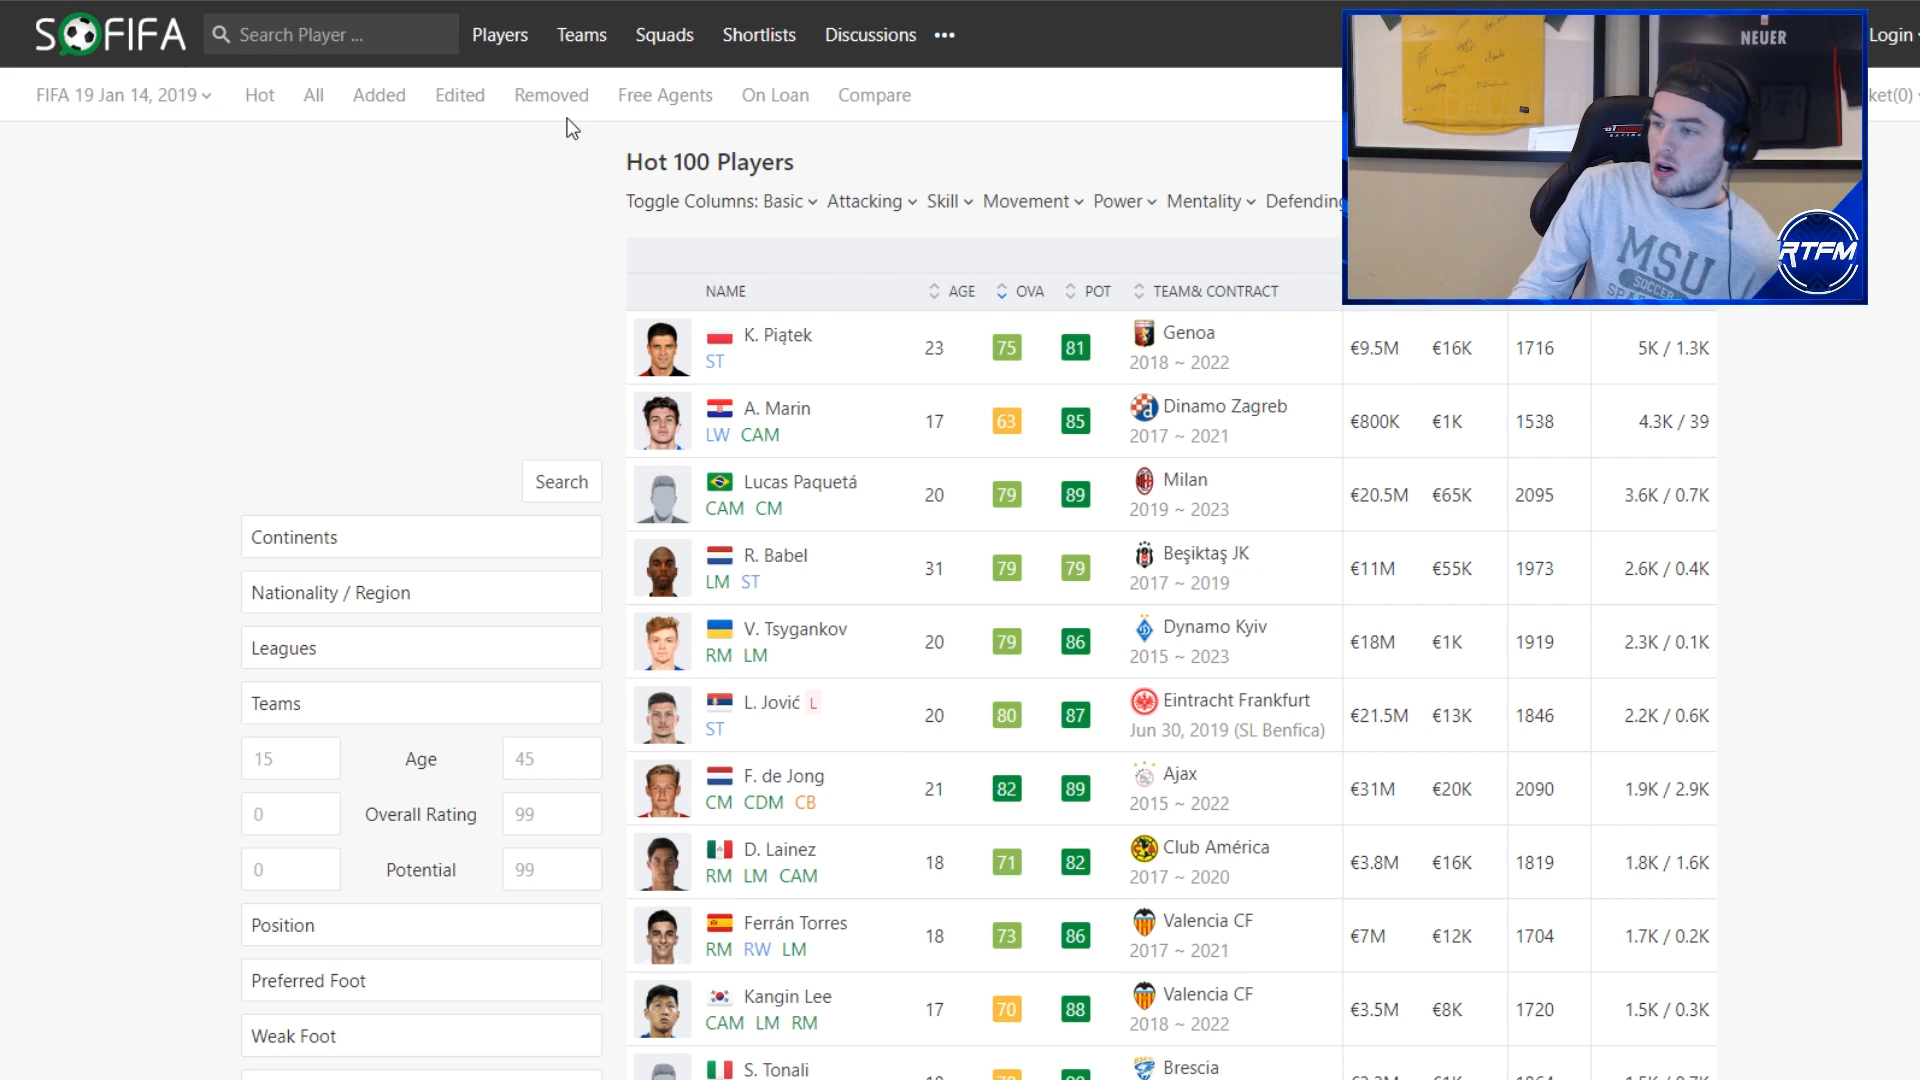 SOFIFA Search Player ... Players Teams Squads Shortlists Discussions ••• Login
FIFA 19 Jan 14, 2019 Hot All Added Edited Removed Free Agents On Loan Compare ket(0)
NEUER
MSU
SOCCER
RTFM
Hot 100 Players
Toggle Columns: Basic Attacking Skill Movement Power Mentality Defending
NAME AGE OVA POT TEAM& CONTRACT
K. Piątek 23 75 81 Genoa €9.5M €16K 1716 5K / 1.3K
ST 2018 ~ 2022
A. Marin 17 63 85 Dinamo Zagreb €800K €1K 1538 4.3K / 39
LW CAM 2017 ~ 2021
Lucas Paquetá 20 79 89 Milan €20.5M €65K 2095 3.6K / 0.7K
CAM CM 2019 ~ 2023
R. Babel 31 79 79 Beşiktaş JK €11M €55K 1973 2.6K / 0.4K
LM ST 2017 ~ 2019
V. Tsygankov 20 79 86 Dynamo Kyiv €18M €1K 1919 2.3K / 0.1K
RM LM 2015 ~ 2023
L. Jović L 20 80 87 Eintracht Frankfurt €21.5M €13K 1846 2.2K / 0.6K
ST Jun 30, 2019 (SL Benfica)
F. de Jong 21 82 89 Ajax €31M €20K 2090 1.9K / 2.9K
CM CDM CB 2015 ~ 2022
D. Lainez 18 71 82 Club América €3.8M €16K 1819 1.8K / 1.6K
RM LM CAM 2017 ~ 2020
Ferrán Torres 18 73 86 Valencia CF €7M €12K 1704 1.7K / 0.2K
RM RW LM 2017 ~ 2021
Kangin Lee 17 70 88 Valencia CF €3.5M €8K 1720 1.5K / 0.3K
CAM LM RM 2018 ~ 2022
S. Tonali Brescia
Search
Continents
Nationality / Region
Leagues
Teams
15 Age 45
0 Overall Rating 99
0 Potential 99
Position
Preferred Foot
Weak Foot